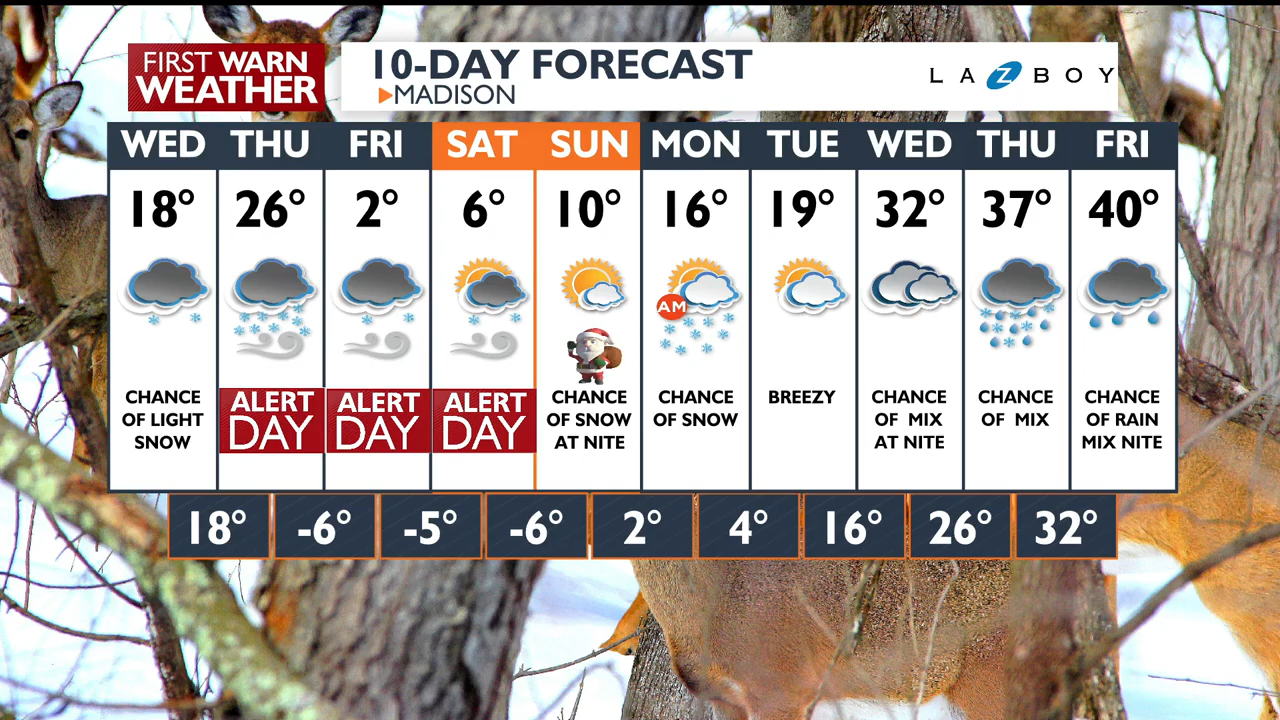 FIRST WARN
WEATHER
10-DAY FORECAST
MADISON
LAZBOY
WED THU FRI SAT SUN MON TUE WED THU FRI
18° 26° 2° 6° 10° 16° 19° 32° 37° 40°
AM
CHANCE
OF LIGHT
SNOW
ALERT
DAY
ALERT
DAY
ALERT
DAY
CHANCE
OF SNOW
AT NITE
CHANCE
OF SNOW
BREEZY
CHANCE
OF MIX
AT NITE
CHANCE
OF MIX
CHANCE
OF RAIN
MIX NITE
18° -6° -5° -6° 2° 4° 16° 26° 32°